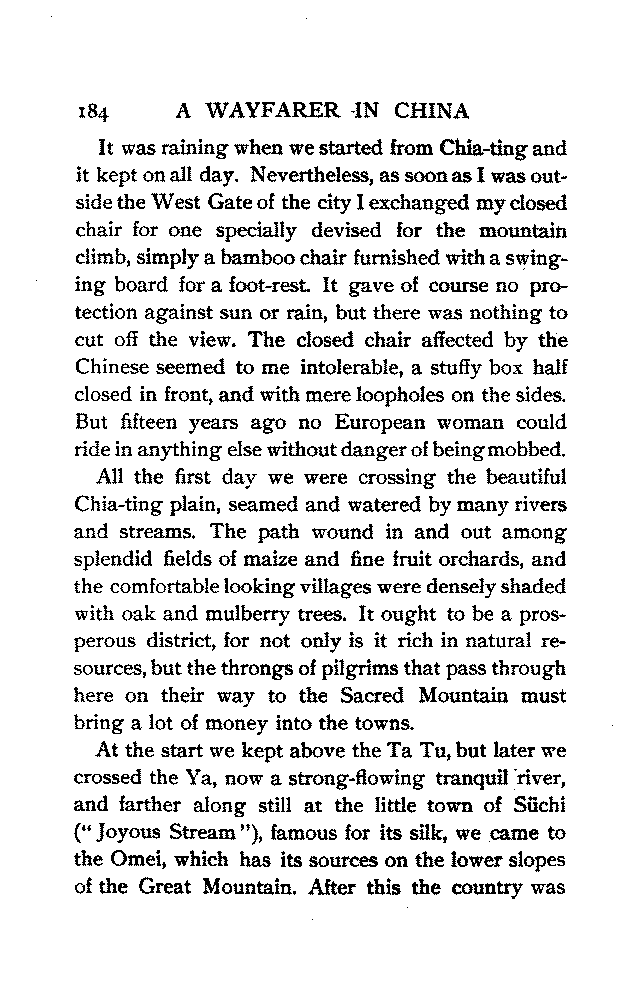 184 A WAYFARER IN CHINA
It was raining when we started from Chia-ting and
it kept on all day. Nevertheless, as soon as I was out-
side the West Gate of the city I exchanged my closed
chair for one specially devised for the mountain
climb, simply a bamboo chair furnished with a swing-
ing board for a foot-rest. It gave of course no pro-
tection against sun or rain, but there was nothing to
cut off the view. The closed chair affected by the
Chinese seemed to me intolerable, a stuffy box half
closed in front, and with mere loopholes on the sides.
But fifteen years ago no European woman could
ride in anything else without danger of being mobbed.
All the first day we were crossing the beautiful
Chia-ting plain, seamed and watered by many rivers
and streams. The path wound in and out among
splendid fields of maize and fine fruit orchards, and
the comfortable looking villages were densely shaded
with oak and mulberry trees. It ought to be a pros-
perous district, for not only is it rich in natural re-
sources, but the throngs of pilgrims that pass through
here on their way to the Sacred Mountain must
bring a lot of money into the towns.
At the start we kept above the Ta Tu, but later we
crossed the Ya, now a strong-flowing tranquil river,
and farther along still at the little town of Süchi
("Joyous Stream"), famous for its silk, we came to
the Omei, which has its sources on the lower slopes
of the Great Mountain. After this the country was